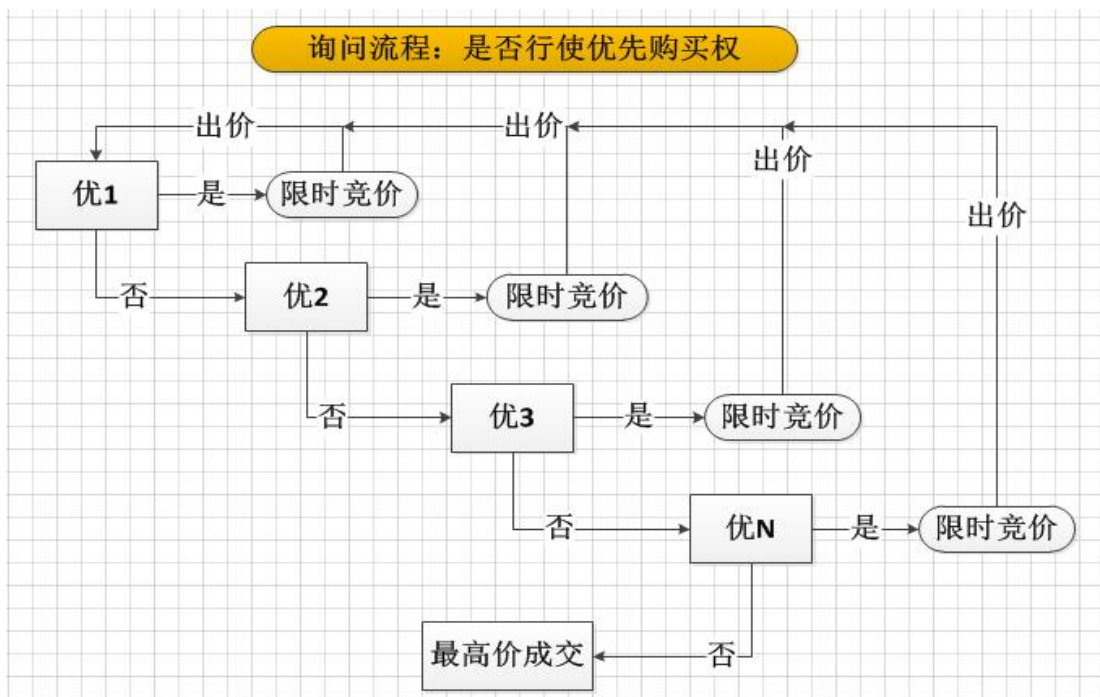 询问流程：是否行使优先购买权
出价
出价
出价
优1
是
限时竞价
出价
否
优2
是
限时竞价
否
优3
是
限时竞价
否
优N
是
限时竞价
最高价成交
否